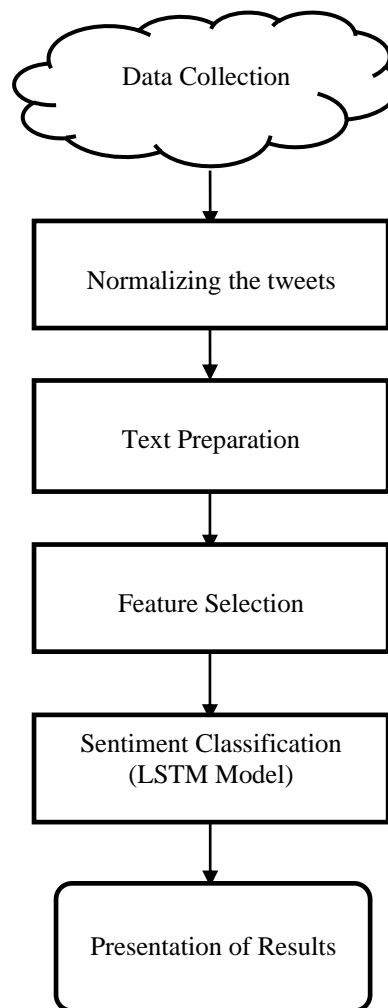 Data Collection
Normalizing the tweets
Text Preparation
Feature Selection
Sentiment Classification
(LSTM Model)
Presentation of Results